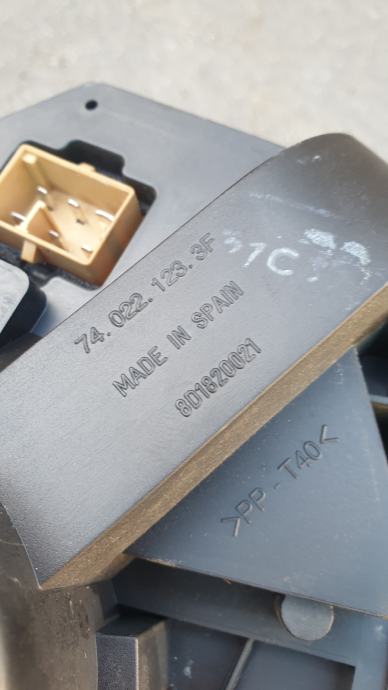 74.022.123.3F
MADE IN SPAIN
8D1820021
>PP-T40<